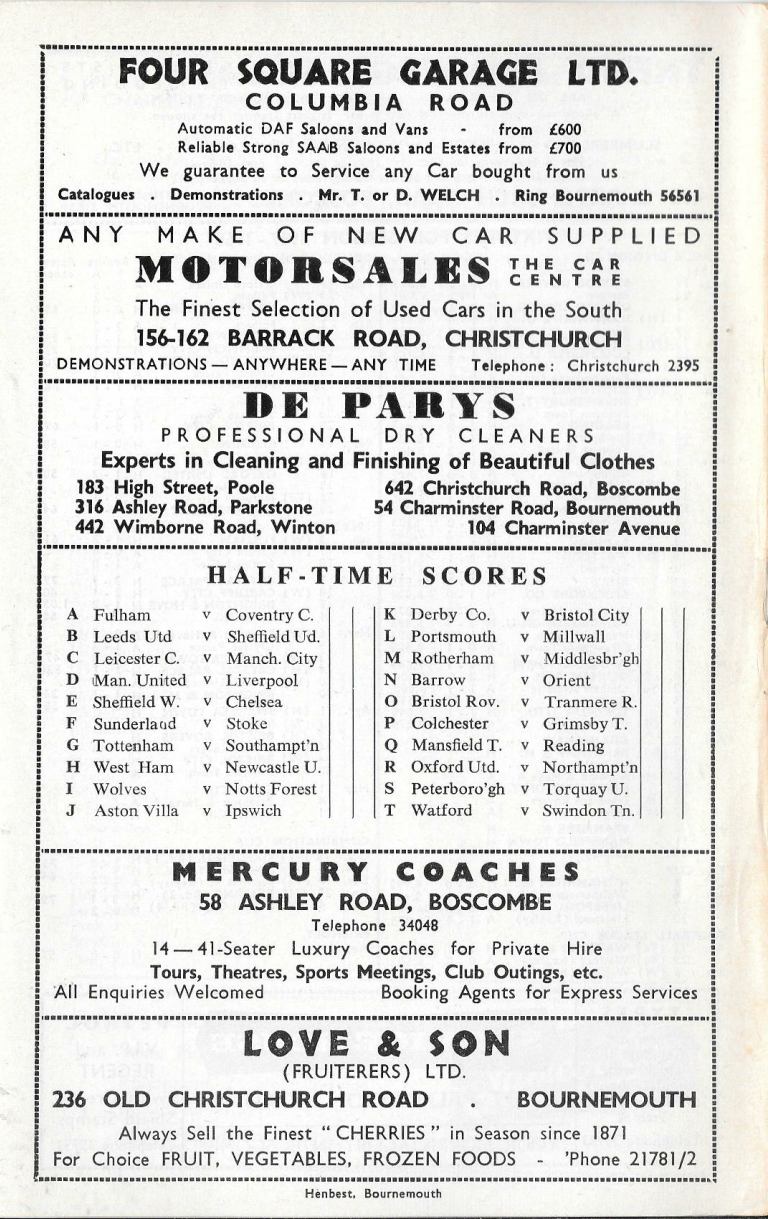 FOUR SQUARE GARAGE LTD.
COLUMBIA ROAD
Automatic DAF Saloons and Vans - from £600
Reliable Strong SAAB Saloons and Estates from £700
We guarantee to Service any Car bought from us
Catalogues . Demonstrations . Mr. T. or D. WELCH . Ring Bournemouth 56561
ANY MAKE OF NEW CAR SUPPLIED
MOTORSALES THE CAR CENTRE
The Finest Selection of Used Cars in the South
156-162 BARRACK ROAD, CHRISTCHURCH
DEMONSTRATIONS — ANYWHERE — ANY TIME Telephone: Christchurch 2395
DE PARYS
PROFESSIONAL DRY CLEANERS
Experts in Cleaning and Finishing of Beautiful Clothes
183 High Street, Poole 642 Christchurch Road, Boscombe
316 Ashley Road, Parkstone 54 Charminster Road, Bournemouth
442 Wimborne Road, Winton 104 Charminster Avenue
HALF-TIME SCORES
A Fulham v Coventry C. K Derby Co. v Bristol City
B Leeds Utd v Sheffield Ud. L Portsmouth v Millwall
C Leicester C. v Manch. City M Rotherham v Middlesbr'gh
D Man. United v Liverpool N Barrow v Orient
E Sheffield W. v Chelsea O Bristol Rov. v Tranmere R.
F Sunderland v Stoke P Colchester v Grimsby T.
G Tottenham v Southampt'n Q Mansfield T. v Reading
H West Ham v Newcastle U. R Oxford Utd. v Northampt'n
I Wolves v Notts Forest S Peterboro'gh v Torquay U.
J Aston Villa v Ipswich T Watford v Swindon Tn.
MERCURY COACHES
58 ASHLEY ROAD, BOSCOMBE
Telephone 34048
14 — 41-Seater Luxury Coaches for Private Hire
Tours, Theatres, Sports Meetings, Club Outings, etc.
All Enquiries Welcomed Booking Agents for Express Services
LOVE & SON
(FRUITERERS) LTD.
236 OLD CHRISTCHURCH ROAD . BOURNEMOUTH
Always Sell the Finest "CHERRIES" in Season since 1871
For Choice FRUIT, VEGETABLES, FROZEN FOODS - 'Phone 21781/2
Henbest, Bournemouth